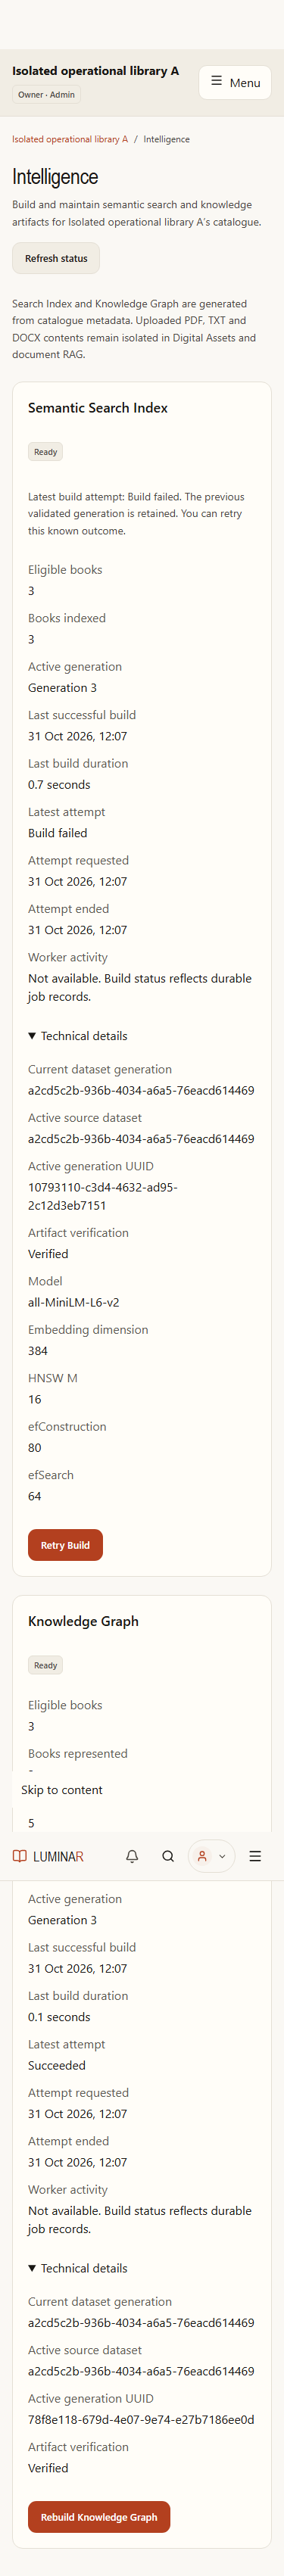 Isolated operational library A
Owner · Admin
Menu
Isolated operational library A / Intelligence
Intelligence
Build and maintain semantic search and knowledge
artifacts for Isolated operational library A's catalogue.
Refresh status
Search Index and Knowledge Graph are generated
from catalogue metadata. Uploaded PDF, TXT and
DOCX contents remain isolated in Digital Assets and
document RAG.
Semantic Search Index
Ready
Latest build attempt: Build failed. The previous
validated generation is retained. You can retry
this known outcome.
Eligible books
3
Books indexed
3
Active generation
Generation 3
Last successful build
31 Oct 2026, 12:07
Last build duration
0.7 seconds
Latest attempt
Build failed
Attempt requested
31 Oct 2026, 12:07
Attempt ended
31 Oct 2026, 12:07
Worker activity
Not available. Build status reflects durable
job records.
Technical details
Current dataset generation
a2cd5c2b-936b-4034-a6a5-76eacd614469
Active source dataset
a2cd5c2b-936b-4034-a6a5-76eacd614469
Active generation UUID
10793110-c3d4-4632-ad95-
2c12d3eb7151
Artifact verification
Verified
Model
all-MiniLM-L6-v2
Embedding dimension
384
HNSW M
16
efConstruction
80
efSearch
64
Retry Build
Knowledge Graph
Ready
Eligible books
3
Books represented
Skip to content
5
LUMINAR
Active generation
Generation 3
Last successful build
31 Oct 2026, 12:07
Last build duration
0.1 seconds
Latest attempt
Succeeded
Attempt requested
31 Oct 2026, 12:07
Attempt ended
31 Oct 2026, 12:07
Worker activity
Not available. Build status reflects durable
job records.
Technical details
Current dataset generation
a2cd5c2b-936b-4034-a6a5-76eacd614469
Active source dataset
a2cd5c2b-936b-4034-a6a5-76eacd614469
Active generation UUID
78f8e118-679d-4e07-9e74-e27b7186ee0d
Artifact verification
Verified
Rebuild Knowledge Graph